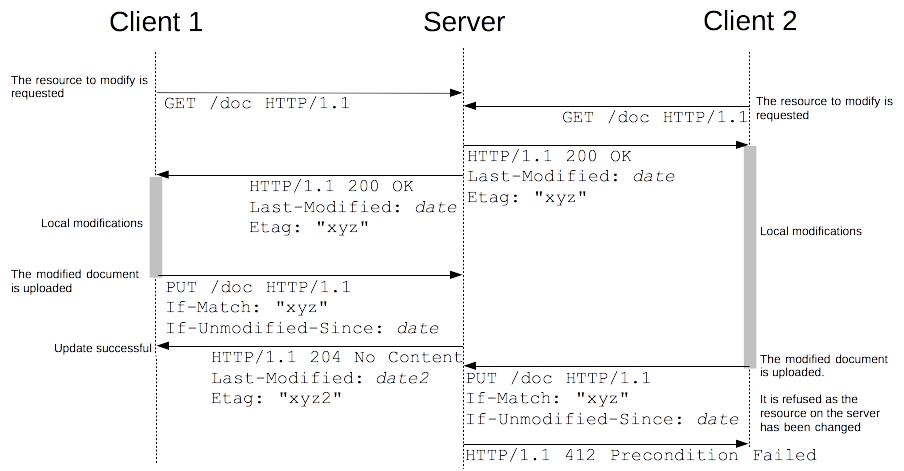 Client 1
Server
Client 2
The resource to modify is
requested
GET /doc HTTP/1.1
The resource to modify is
requested
GET /doc HTTP/1.1
HTTP/1.1 200 OK
Last-Modified: date
Etag: "xyz"
HTTP/1.1 200 OK
Last-Modified: date
Etag: "xyz"
Local modifications
Local modifications
The modified document
is uploaded
PUT /doc HTTP/1.1
If-Match: "xyz"
If-Unmodified-Since: date
Update successful
HTTP/1.1 204 No Content
Last-Modified: date2
Etag: "xyz2"
The modified document
is uploaded.
PUT /doc HTTP/1.1
If-Match: "xyz"
If-Unmodified-Since: date
It is refused as the
resource on the server
has been changed
HTTP/1.1 412 Precondition Failed